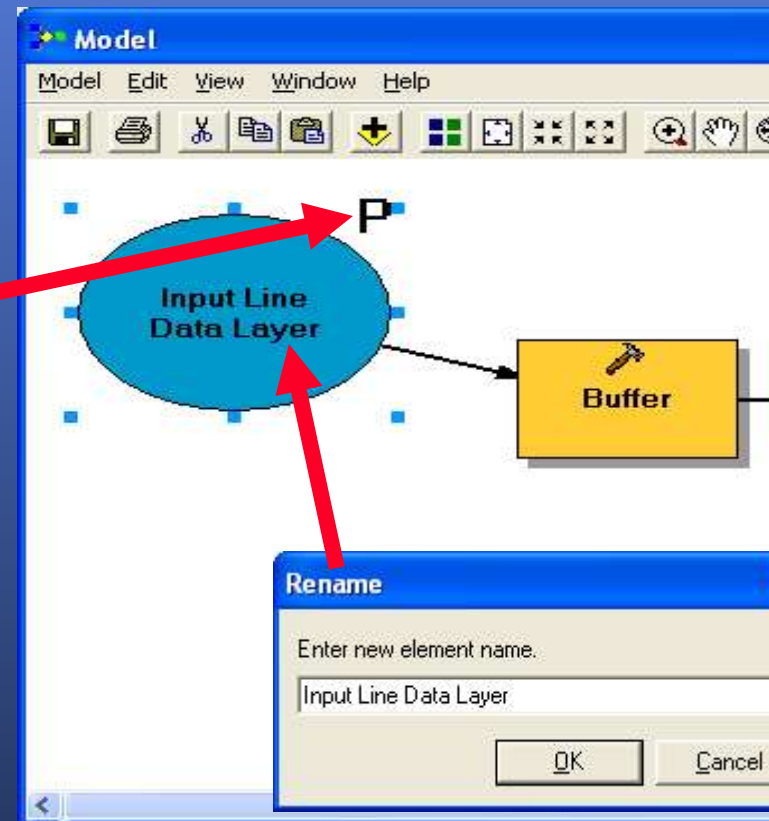 Model
Model Edit View Window Help
P
Input Line
Data Layer
Buffer
Rename
Enter new element name.
Input Line Data Layer
OK Cancel